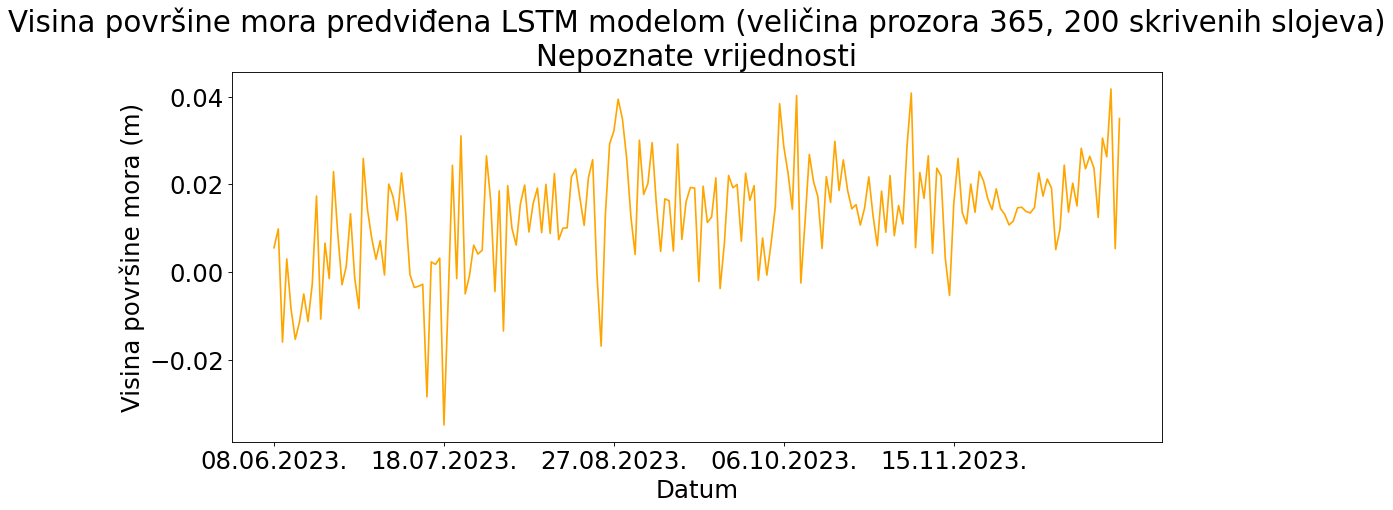 Visina površine mora predviđena LSTM modelom (veličina prozora 365, 200 skrivenih slojeva)
Nepoznate vrijednosti
Visina površine mora (m)
0.04
0.02
0.00
−0.02
08.06.2023. 18.07.2023. 27.08.2023. 06.10.2023. 15.11.2023.
Datum